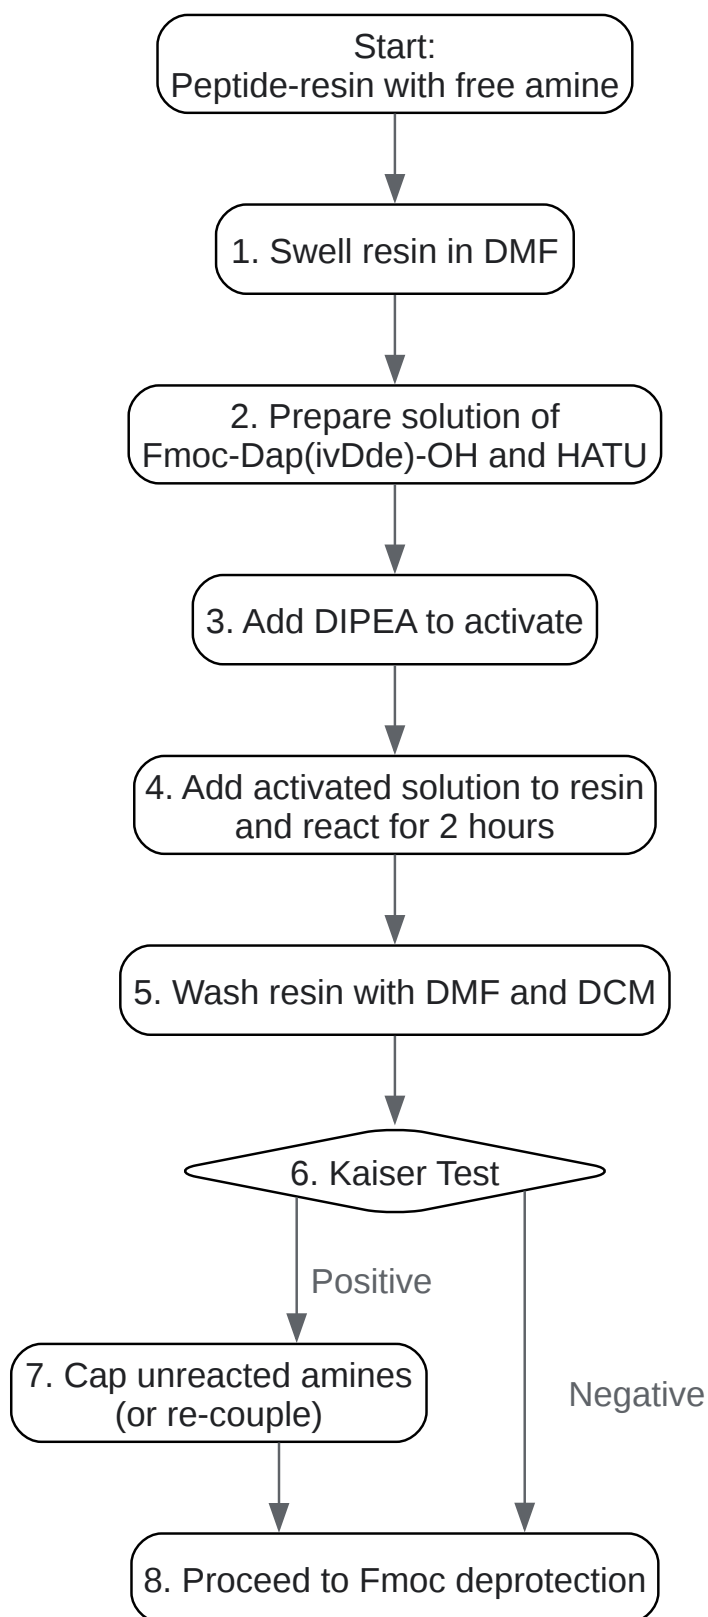 Start:
Peptide-resin with free amine
1. Swell resin in DMF
2. Prepare solution of
Fmoc-Dap(ivDde)-OH and HATU
3. Add DIPEA to activate
4. Add activated solution to resin
and react for 2 hours
5. Wash resin with DMF and DCM
6. Kaiser Test
Positive
7. Cap unreacted amines
(or re-couple)
Negative
8. Proceed to Fmoc deprotection